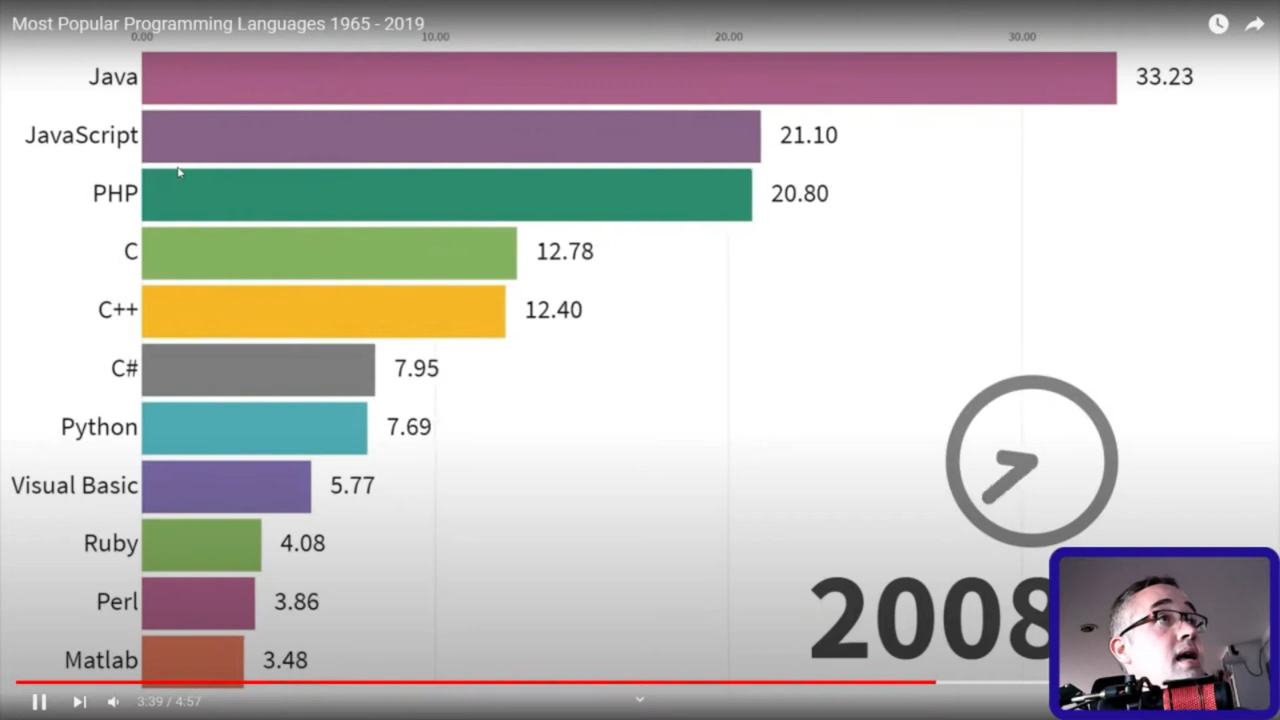 Most Popular Programming Languages 1965 - 2019
0.00 10.00 20.00 30.00
Java 33.23
JavaScript 21.10
PHP 20.80
C 12.78
C++ 12.40
C# 7.95
Python 7.69
Visual Basic 5.77
Ruby 4.08
Perl 3.86
Matlab 3.48
2008
3:39 / 4:57